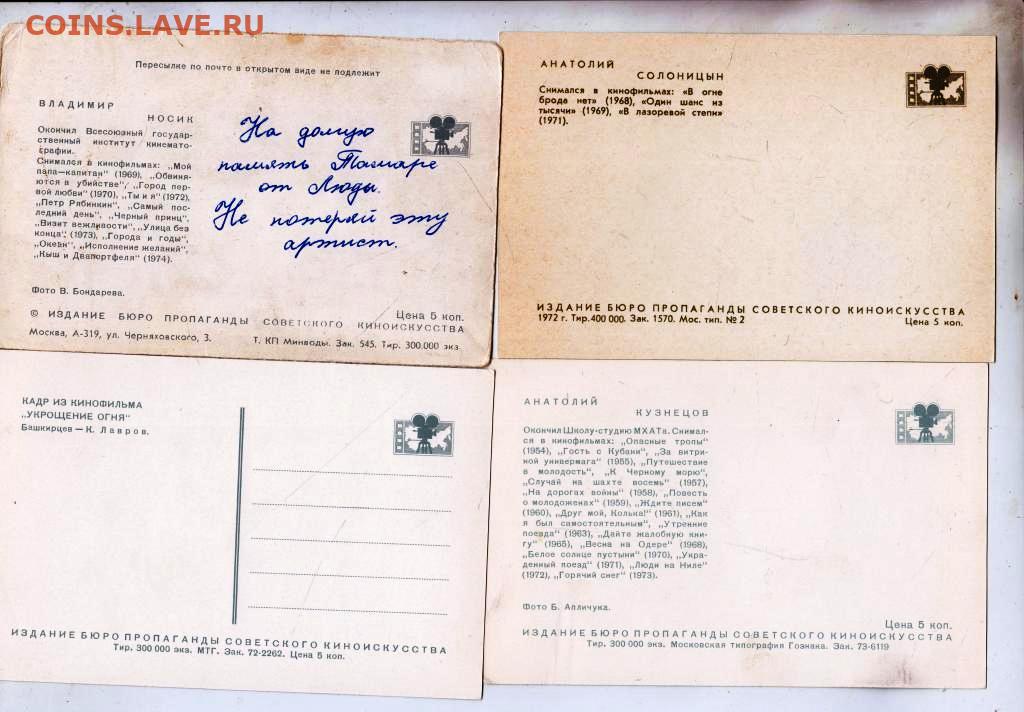 COINS.LAVE.RU
Пересылке по почте в открытом виде не подлежит
ВЛАДИМИР
НОСИК
Окончил Всесоюзный государ-
ственный институт кинемато-
графии.
Снимался в кинофильмах: „Мой
папа—капитан" (1969), „Обвиня-
ются в убийстве", „Город пер-
вой любви" (1970), „Ты и я" (1972),
„Петр Рябинкин", „Самый пос-
ледний день", „Черный принц",
„Визит вежливости", „Улица без
конца" (1973), „Города и годы",
„Океан", „Исполнение желаний",
„Кыш и Двапортфеля" (1974).
Фото В. Бондарева.
На долгую
память Тамаре
от Люды.
Не потеряй эту
артист.
Цена 5 коп.
© ИЗДАНИЕ БЮРО ПРОПАГАНДЫ СОВЕТСКОГО КИНОИСКУССТВА
Москва, А-319, ул. Черняховского, 3. Т. КП Минводы. Зак. 545. Тир. 300.000 экз.
АНАТОЛИЙ
СОЛОНИЦЫН
Снимался в кинофильмах: «В огне
брода нет» (1968), «Один шанс из
тысячи» (1969), «В лазоревой степи»
(1971).
ИЗДАНИЕ БЮРО ПРОПАГАНДЫ СОВЕТСКОГО КИНОИСКУССТВА
1972 г. Тир. 400 000. Зак. 1570. Мос. тип. № 2 Цена 5 коп.
КАДР ИЗ КИНОФИЛЬМА
„УКРОЩЕНИЕ ОГНЯ"
Башкирцев — К. Лавров.
ИЗДАНИЕ БЮРО ПРОПАГАНДЫ СОВЕТСКОГО КИНОИСКУССТВА
Тир. 300 000 экз. МТГ. Зак. 72-2262. Цена 5 коп.
АНАТОЛИЙ
КУЗНЕЦОВ
Окончил Школу-студию МХАТа. Снимал-
ся в кинофильмах: „Опасные тропы"
(1954), „Гость с Кубани", „За витри-
ной универмага" (1955), „Путешествие
в молодость", „К Черному морю",
„Случай на шахте восемь" (1957),
„На дорогах войны" (1958), „Повесть
о молодоженах" (1959), „Ждите писем"
(1960), „Друг мой, Колька!" (1961), „Как
я был самостоятельным", „Утренние
поезда" (1963), „Дайте жалобную кни-
гу" (1965), „Весна на Одере" (1968),
„Белое солнце пустыни" (1970), „Укра-
денный поезд" (1971), „Люди на Ниле"
(1972), „Горячий снег" (1973).
Фото Б. Апличука.
Цена 5 коп.
ИЗДАНИЕ БЮРО ПРОПАГАНДЫ СОВЕТСКОГО КИНОИСКУССТВА
Тир. 300 000 экз. Московская типография Гознака. Зак. 73-6119